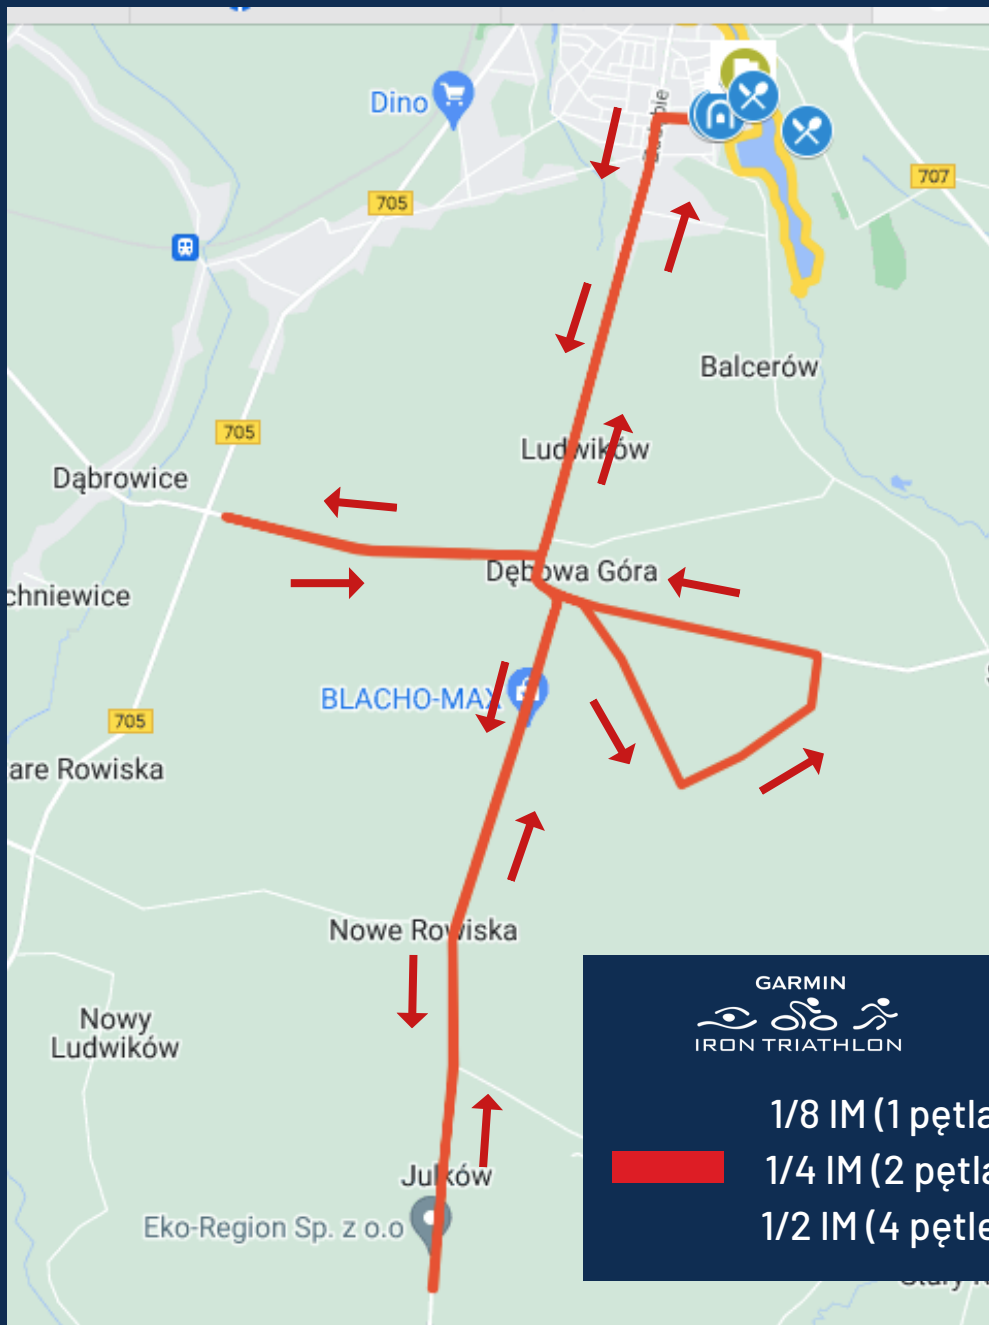 Dino
705
707
Balcerów
705
Ludwików
Dąbrowice
Dębowa Góra
chniewice
BLACHO-MAX
705
are Rowiska
Nowe Rowiska
Nowy
Ludwików
Julków
Eko-Region Sp. z o.o
GARMIN
IRON TRIATHLON
1/8 IM (1 pętla
1/4 IM (2 pętla
1/2 IM (4 pętle